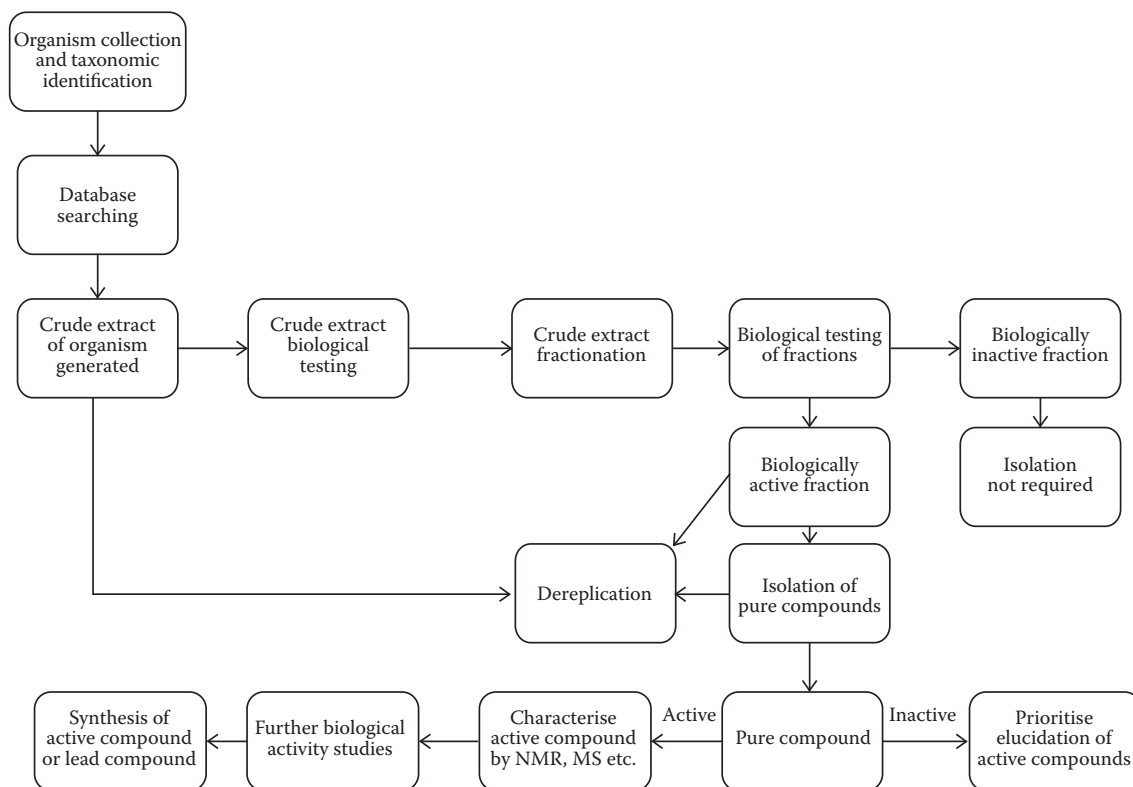 Organism collection
and taxonomic
identification
Database
searching
Crude extract
of organism
generated
Crude extract
biological
testing
Crude extract
fractionation
Biological testing
of fractions
Biologically
inactive fraction
Biologically
active fraction
Isolation
not required
Dereplication
Isolation of
pure compounds
Synthesis of
active compound
or lead compound
Further biological
activity studies
Characterise
active compound
by NMR, MS etc.
Active
Pure compound
Inactive
Prioritise
elucidation of
active compounds